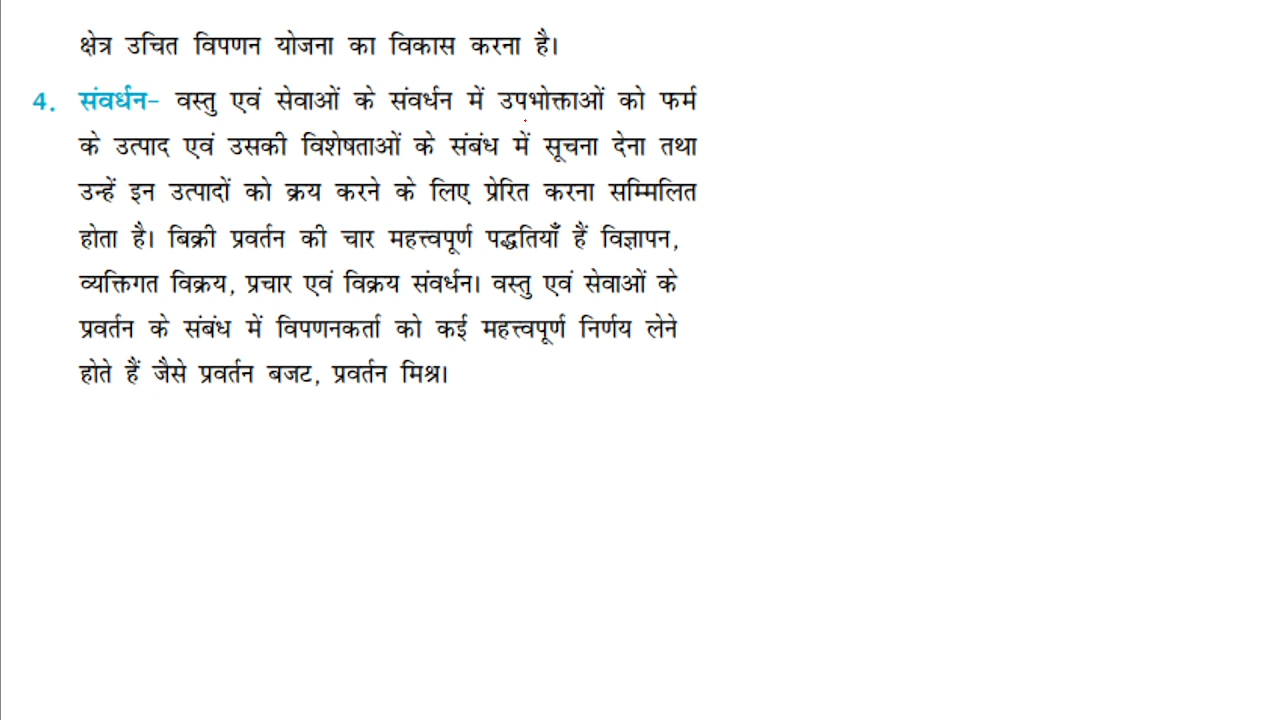 क्षेत्र उचित विपणन योजना का विकास करना है।
4. संवर्धन- वस्तु एवं सेवाओं के संवर्धन में उपभोक्ताओं को फर्म
के उत्पाद एवं उसकी विशेषताओं के संबंध में सूचना देना तथा
उन्हें इन उत्पादों को क्रय करने के लिए प्रेरित करना सम्मिलित
होता है। बिक्री प्रवर्तन की चार महत्त्वपूर्ण पद्धतियाँ हैं विज्ञापन,
व्यक्तिगत विक्रय, प्रचार एवं विक्रय संवर्धन। वस्तु एवं सेवाओं के
प्रवर्तन के संबंध में विपणनकर्ता को कई महत्त्वपूर्ण निर्णय लेने
होते हैं जैसे प्रवर्तन बजट, प्रवर्तन मिश्र।